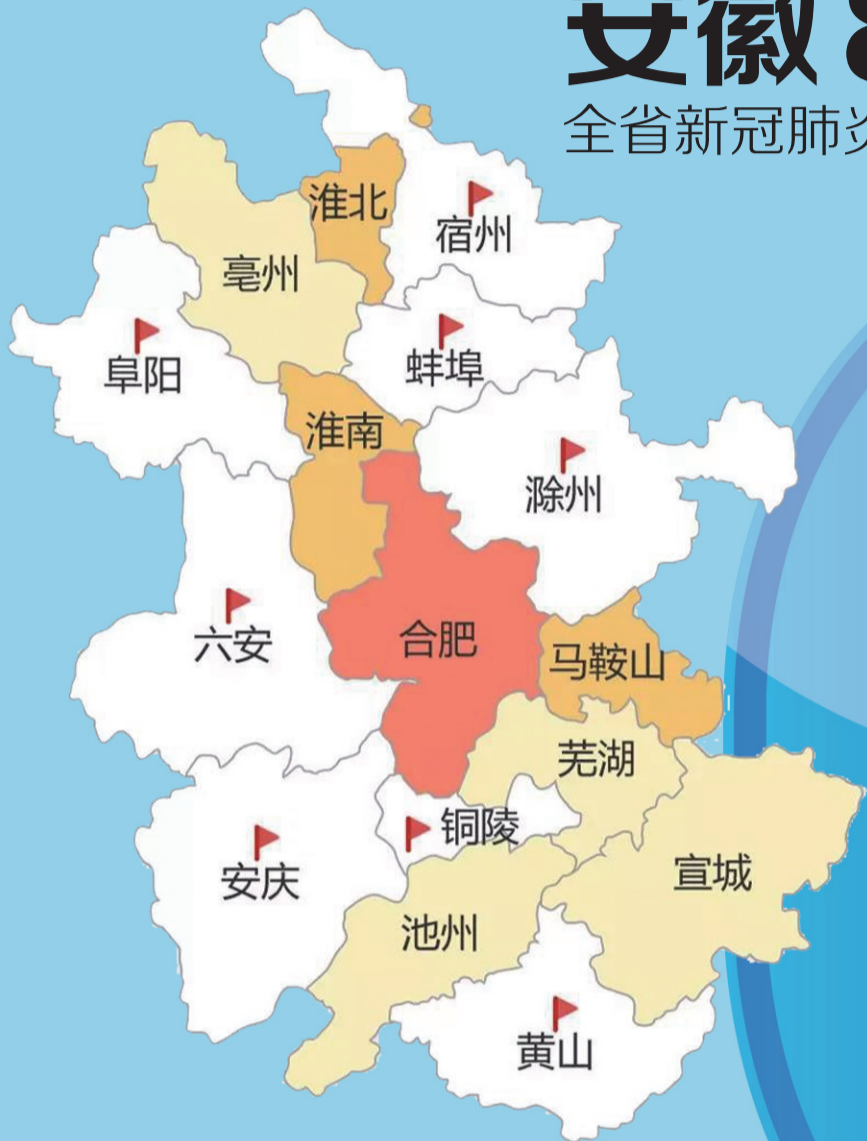 安徽
全省新冠肺炎
淮北
宿州
亳州
阜阳
蚌埠
淮南
滁州
六安
合肥
马鞍山
芜湖
铜陵
安庆
宣城
池州
黄山